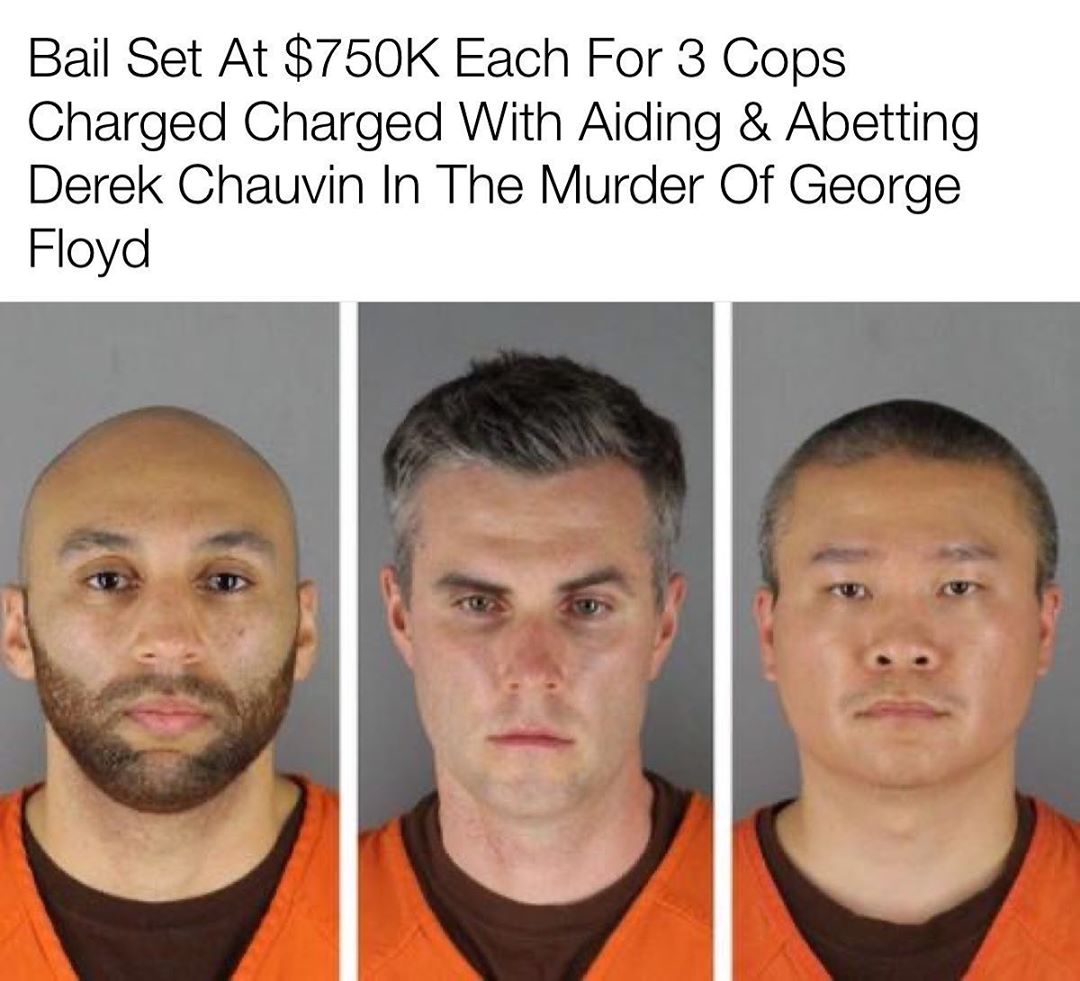 Bail Set At $750K Each For 3 Cops
Charged Charged With Aiding & Abetting
Derek Chauvin In The Murder Of George
Floyd